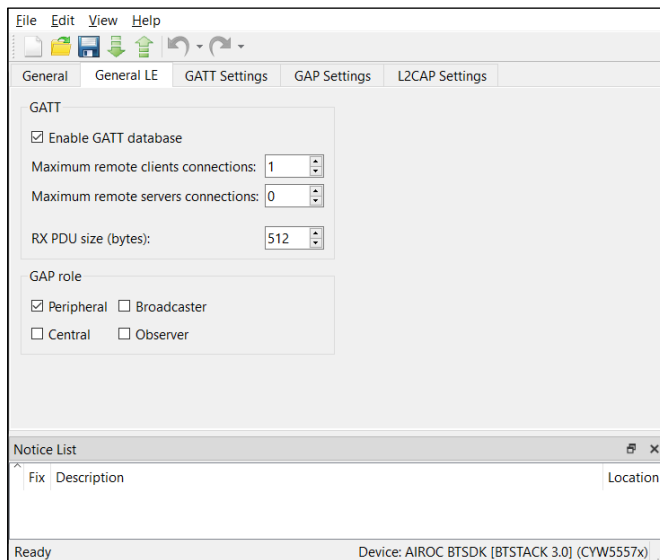 File Edit View Help
General General LE GATT Settings GAP Settings L2CAP Settings
GATT
Enable GATT database
Maximum remote clients connections: 1
Maximum remote servers connections: 0
RX PDU size (bytes): 512
GAP role
Peripheral Broadcaster
Central Observer
Notice List
Fix Description Location
Ready Device: AIROC BTSDK [BTSTACK 3.0] (CYW5557x)